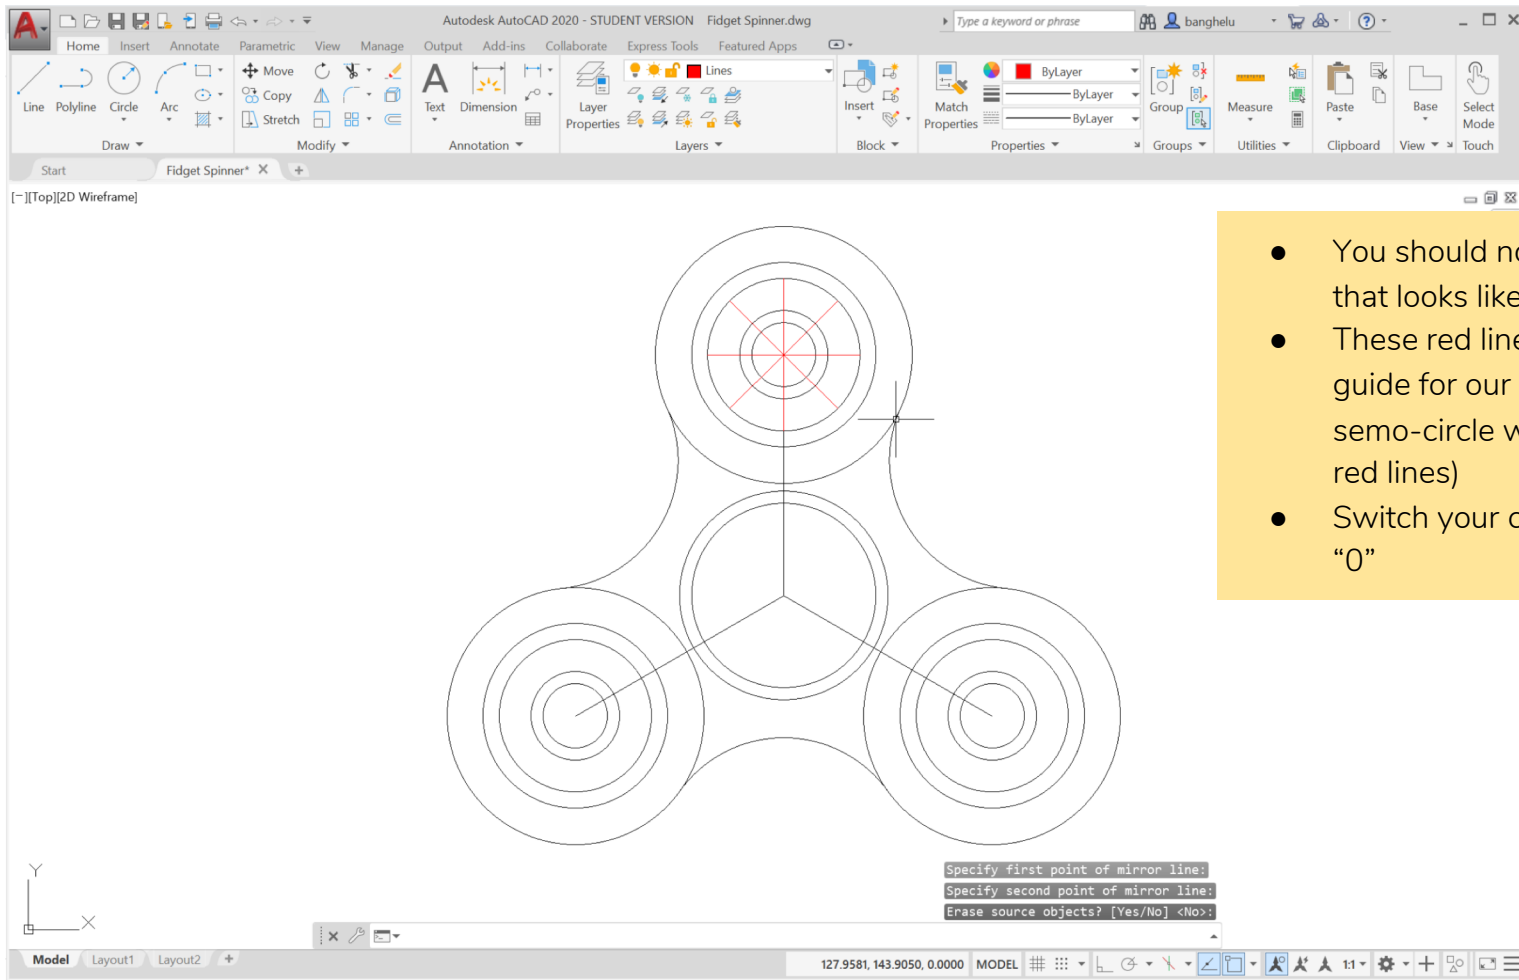 Autodesk AutoCAD 2020 - STUDENT VERSION Fidget Spinner.dwg
Type a keyword or phrase
banghelu
Home Insert Annotate Parametric View Manage Output Add-ins Collaborate Express Tools Featured Apps
Line Polyline Circle Arc
Move
Copy
Stretch
Text Dimension
Layer Properties
Lines
Insert
Match Properties
ByLayer
ByLayer
ByLayer
Group
Measure
Paste
Base
Select Mode
Draw Modify Annotation Layers Block Properties Groups Utilities Clipboard View Touch
Start Fidget Spinner* +
[−][Top][2D Wireframe]
● You should
that looks like
● These red
guide for our
semo-circle
red lines)
● Switch your
“0”
Specify first point of mirror line:
Specify second point of mirror line:
Erase source objects? [Yes/No] <No>:
Y
X
Model Layout1 Layout2 +
127.9581, 143.9050, 0.0000 MODEL 1:1